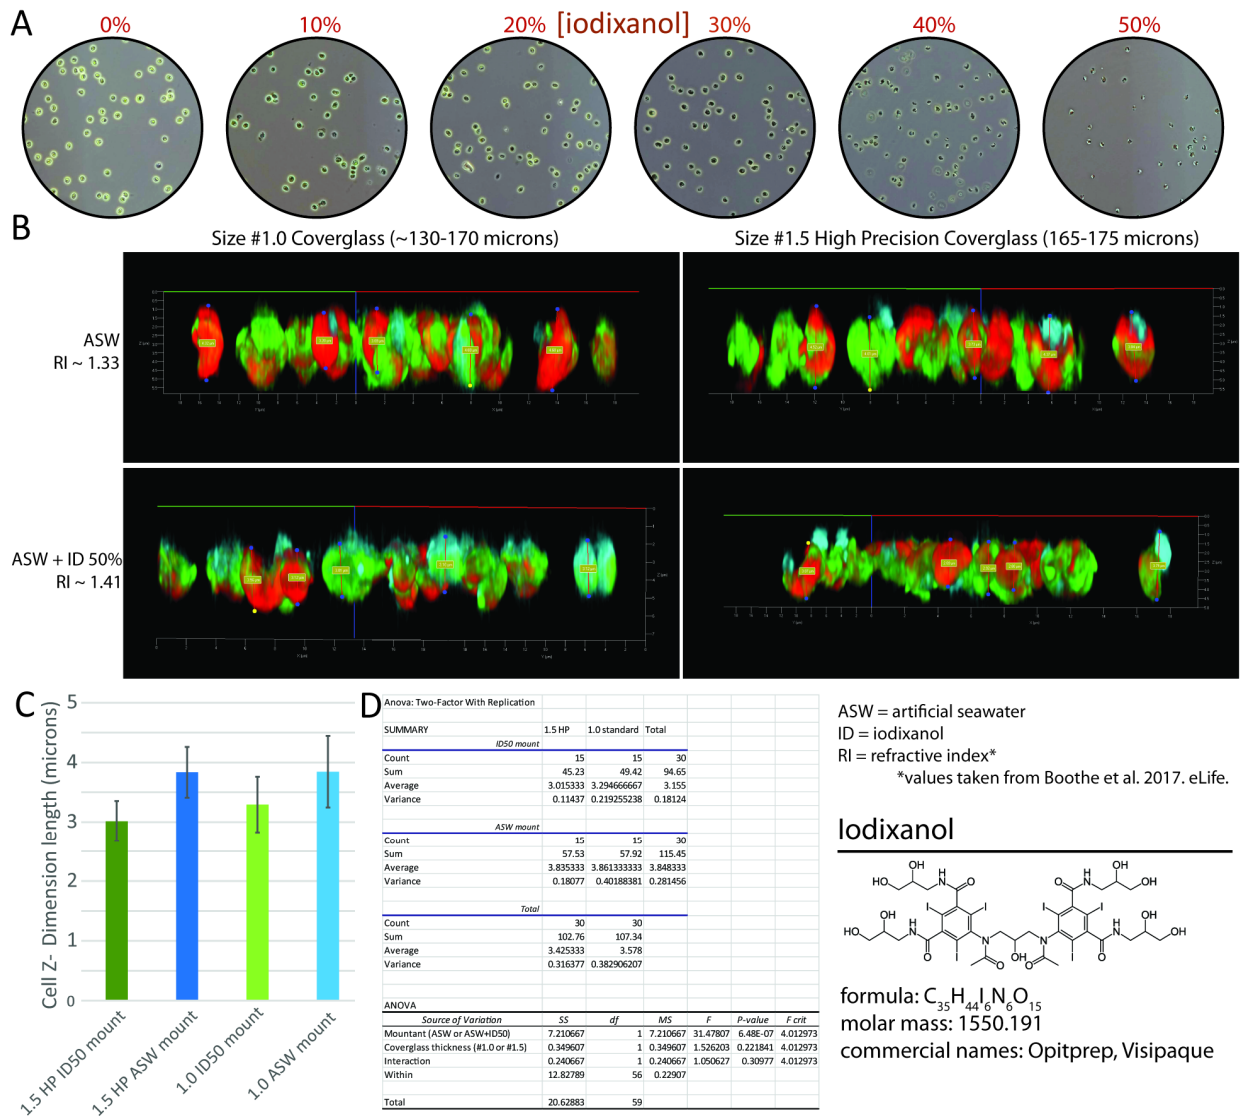 A
0%
10%
20%
[iodixanol]
30%
40%
50%
B
Size #1.0 Coverglass (~130-170 microns)
Size #1.5 High Precision Coverglass (165-175 microns)
ASW
RI ~ 1.33
ASW + ID 50%
RI ~ 1.41
C
Cell Z- Dimension length (microns)
5
4
3
2
1
0
1.5 HP ID50 mount
1.5 HP ASW mount
1.0 ID50 mount
1.0 ASW mount
D
Anova: Two-Factor With Replication
SUMMARY 1.5 HP 1.0 standard Total
ID50 mount
Count 15 15 30
Sum 45.23 49.42 94.65
Average 3.015333 3.294666667 3.155
Variance 0.11437 0.219255238 0.18124
ASW mount
Count 15 15 30
Sum 57.53 57.92 115.45
Average 3.835333 3.861333333 3.848333
Variance 0.18077 0.40188381 0.281456
Total
Count 30 30
Sum 102.76 107.34
Average 3.425333 3.578
Variance 0.316377 0.382906207
ANOVA
Source of Variation SS df MS F P-value F crit
Mountant (ASW or ASW+ID50) 7.210667 1 7.210667 31.47807 6.48E-07 4.012973
Coverglass thickness (#1.0 or #1.5) 0.349607 1 0.349607 1.526203 0.221841 4.012973
Interaction 0.240667 1 0.240667 1.050627 0.30977 4.012973
Within 12.82789 56 0.22907
Total 20.62883 59
ASW = artificial seawater
ID = iodixanol
RI = refractive index*
*values taken from Boothe et al. 2017. eLife.
Iodixanol
OH
HO
H
N
O
OH
HO
NH
O
I
I
I
N
O
OH
N
O
I
I
I
O
H
N
OH
OH
O
NH
OH
OH
formula: C35H44I6N6O15
molar mass: 1550.191
commercial names: Opitprep, Visipaque